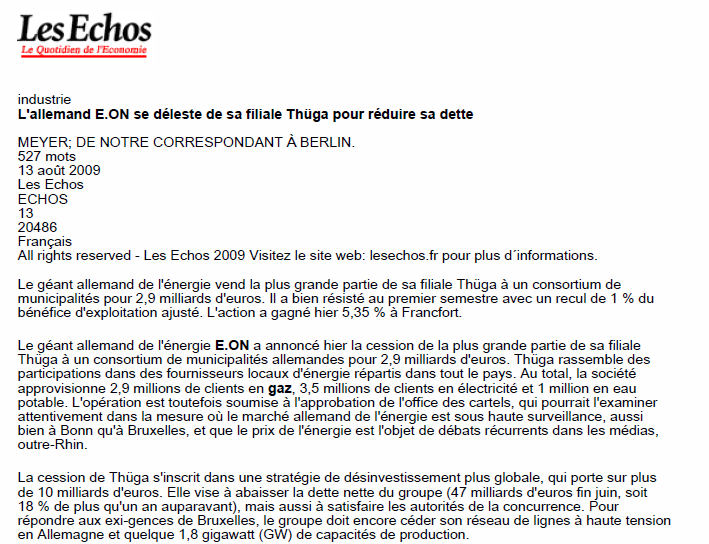 Les Echos
Le Quotidien de l'Economie
industrie
L'allemand E.ON se déleste de sa filiale Thüga pour réduire sa dette
MEYER; DE NOTRE CORRESPONDANT À BERLIN.
527 mots
13 août 2009
Les Echos
ECHOS
13
20486
Français
All rights reserved - Les Echos 2009 Visitez le site web: lesechos.fr pour plus d´informations.
Le géant allemand de l'énergie vend la plus grande partie de sa filiale Thüga à un consortium de
municipalités pour 2,9 milliards d'euros. Il a bien résisté au premier semestre avec un recul de 1 % du
bénéfice d'exploitation ajusté. L'action a gagné hier 5,35 % à Francfort.
Le géant allemand de l'énergie E.ON a annoncé hier la cession de la plus grande partie de sa filiale
Thüga à un consortium de municipalités allemandes pour 2,9 milliards d'euros. Thüga rassemble des
participations dans des fournisseurs locaux d'énergie répartis dans tout le pays. Au total, la société
approvisionne 2,9 millions de clients en gaz, 3,5 millions de clients en électricité et 1 million en eau
potable. L'opération est toutefois soumise à l'approbation de l'office des cartels, qui pourrait l'examiner
attentivement dans la mesure où le marché allemand de l'énergie est sous haute surveillance, aussi
bien à Bonn qu'à Bruxelles, et que le prix de l'énergie est l'objet de débats récurrents dans les médias,
outre-Rhin.
La cession de Thüga s'inscrit dans une stratégie de désinvestissement plus globale, qui porte sur plus
de 10 milliards d'euros. Elle vise à abaisser la dette nette du groupe (47 milliards d'euros fin juin, soit
18 % de plus qu'un an auparavant), mais aussi à satisfaire les autorités de la concurrence. Pour
répondre aux exi-gences de Bruxelles, le groupe doit encore céder son réseau de lignes à haute tension
en Allemagne et quelque 1,8 gigawatt (GW) de capacités de production.